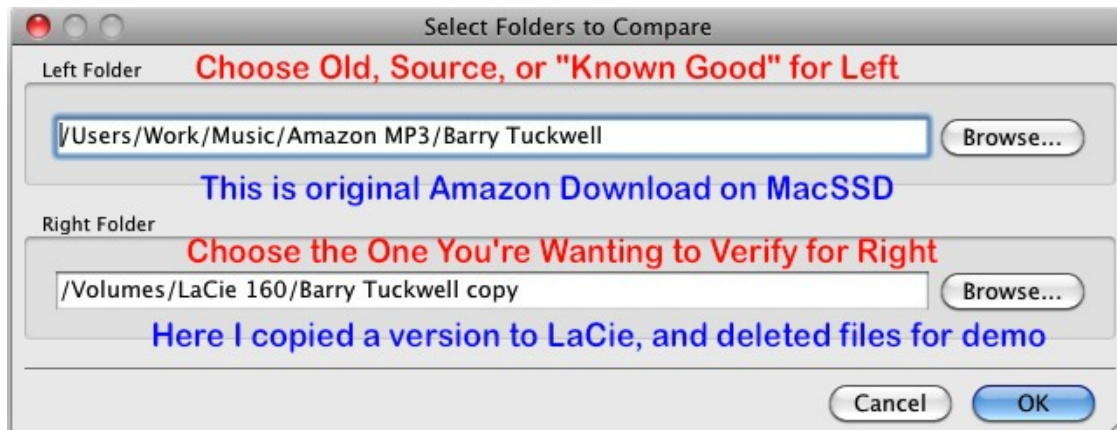 Select Folders to Compare
Left Folder
Choose Old, Source, or "Known Good" for Left
/Users/Work/Music/Amazon MP3/Barry Tuckwell
Browse...
This is original Amazon Download on MacSSD
Right Folder
Choose the One You're Wanting to Verify for Right
/Volumes/LaCie 160/Barry Tuckwell copy
Browse...
Here I copied a version to LaCie, and deleted files for demo
Cancel
OK